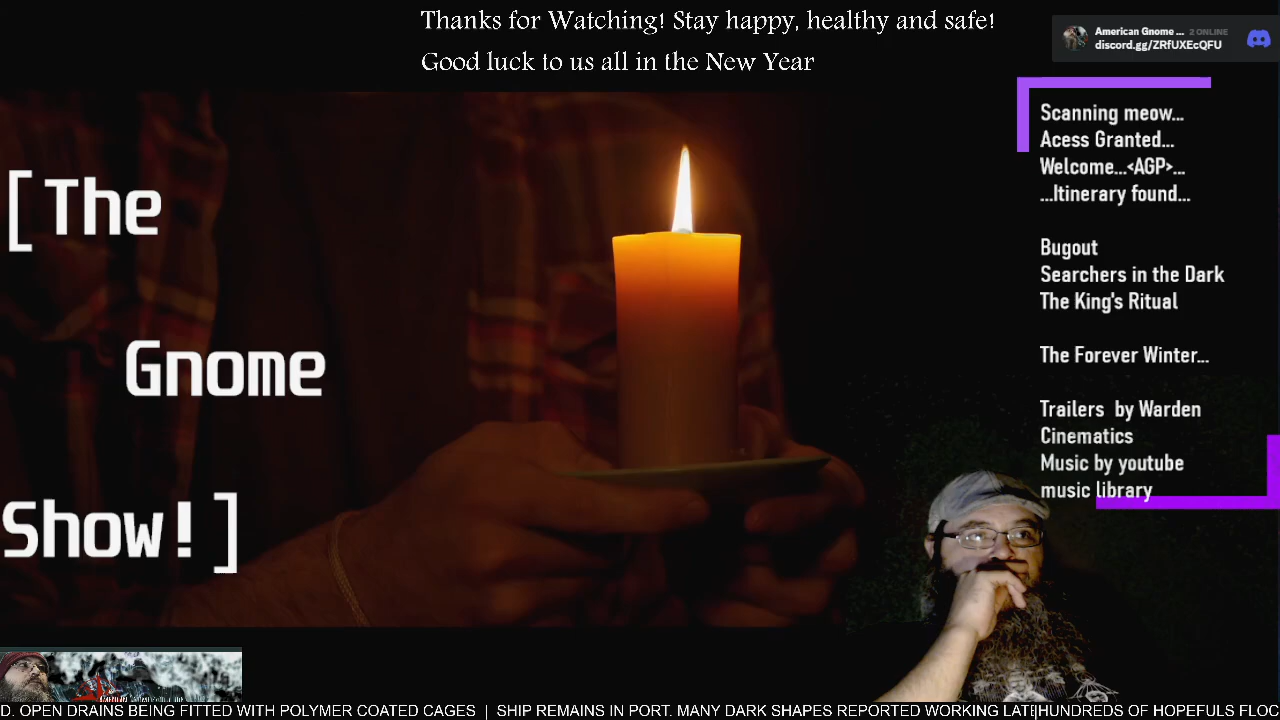 Thanks for Watching! Stay happy, healthy and safe!
Good luck to us all in the New Year
American Gnome ... 2 ONLINE
discord.gg/ZRfUXEcQFU
[The
Gnome
Show!]
Scanning meow...
Acess Granted...
Welcome...<AGP>...
...Itinerary found...
Bugout
Searchers in the Dark
The King's Ritual
The Forever Winter...
Trailers by Warden
Cinematics
Music by youtube
music library
D. OPEN DRAINS BEING FITTED WITH POLYMER COATED CAGES | SHIP REMAINS IN PORT. MANY DARK SHAPES REPORTED WORKING LATE HUNDREDS OF HOPEFULS FLOC